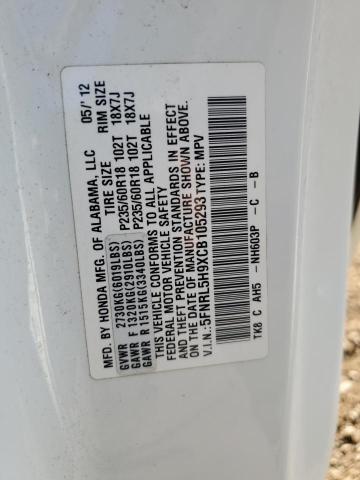 MFD. BY HONDA MFG. OF ALABAMA, LLC 05/'12
TIRE SIZE RIM SIZE
GVWR 2730KG(6019LBS)
GAWR F 1320KG(2910LBS) P235/60R18 102T 18X7J
GAWR R 1515KG(3340LBS) P235/60R18 102T 18X7J
THIS VEHICLE CONFORMS TO ALL APPLICABLE
FEDERAL MOTOR VEHICLE SAFETY
AND THEFT PREVENTION STANDARDS IN EFFECT
ON THE DATE OF MANUFACTURE SHOWN ABOVE.
V.I.N.:5FNRL5H9XCB105293 TYPE: MPV
TK8 C AH5 - NH603P - C - B